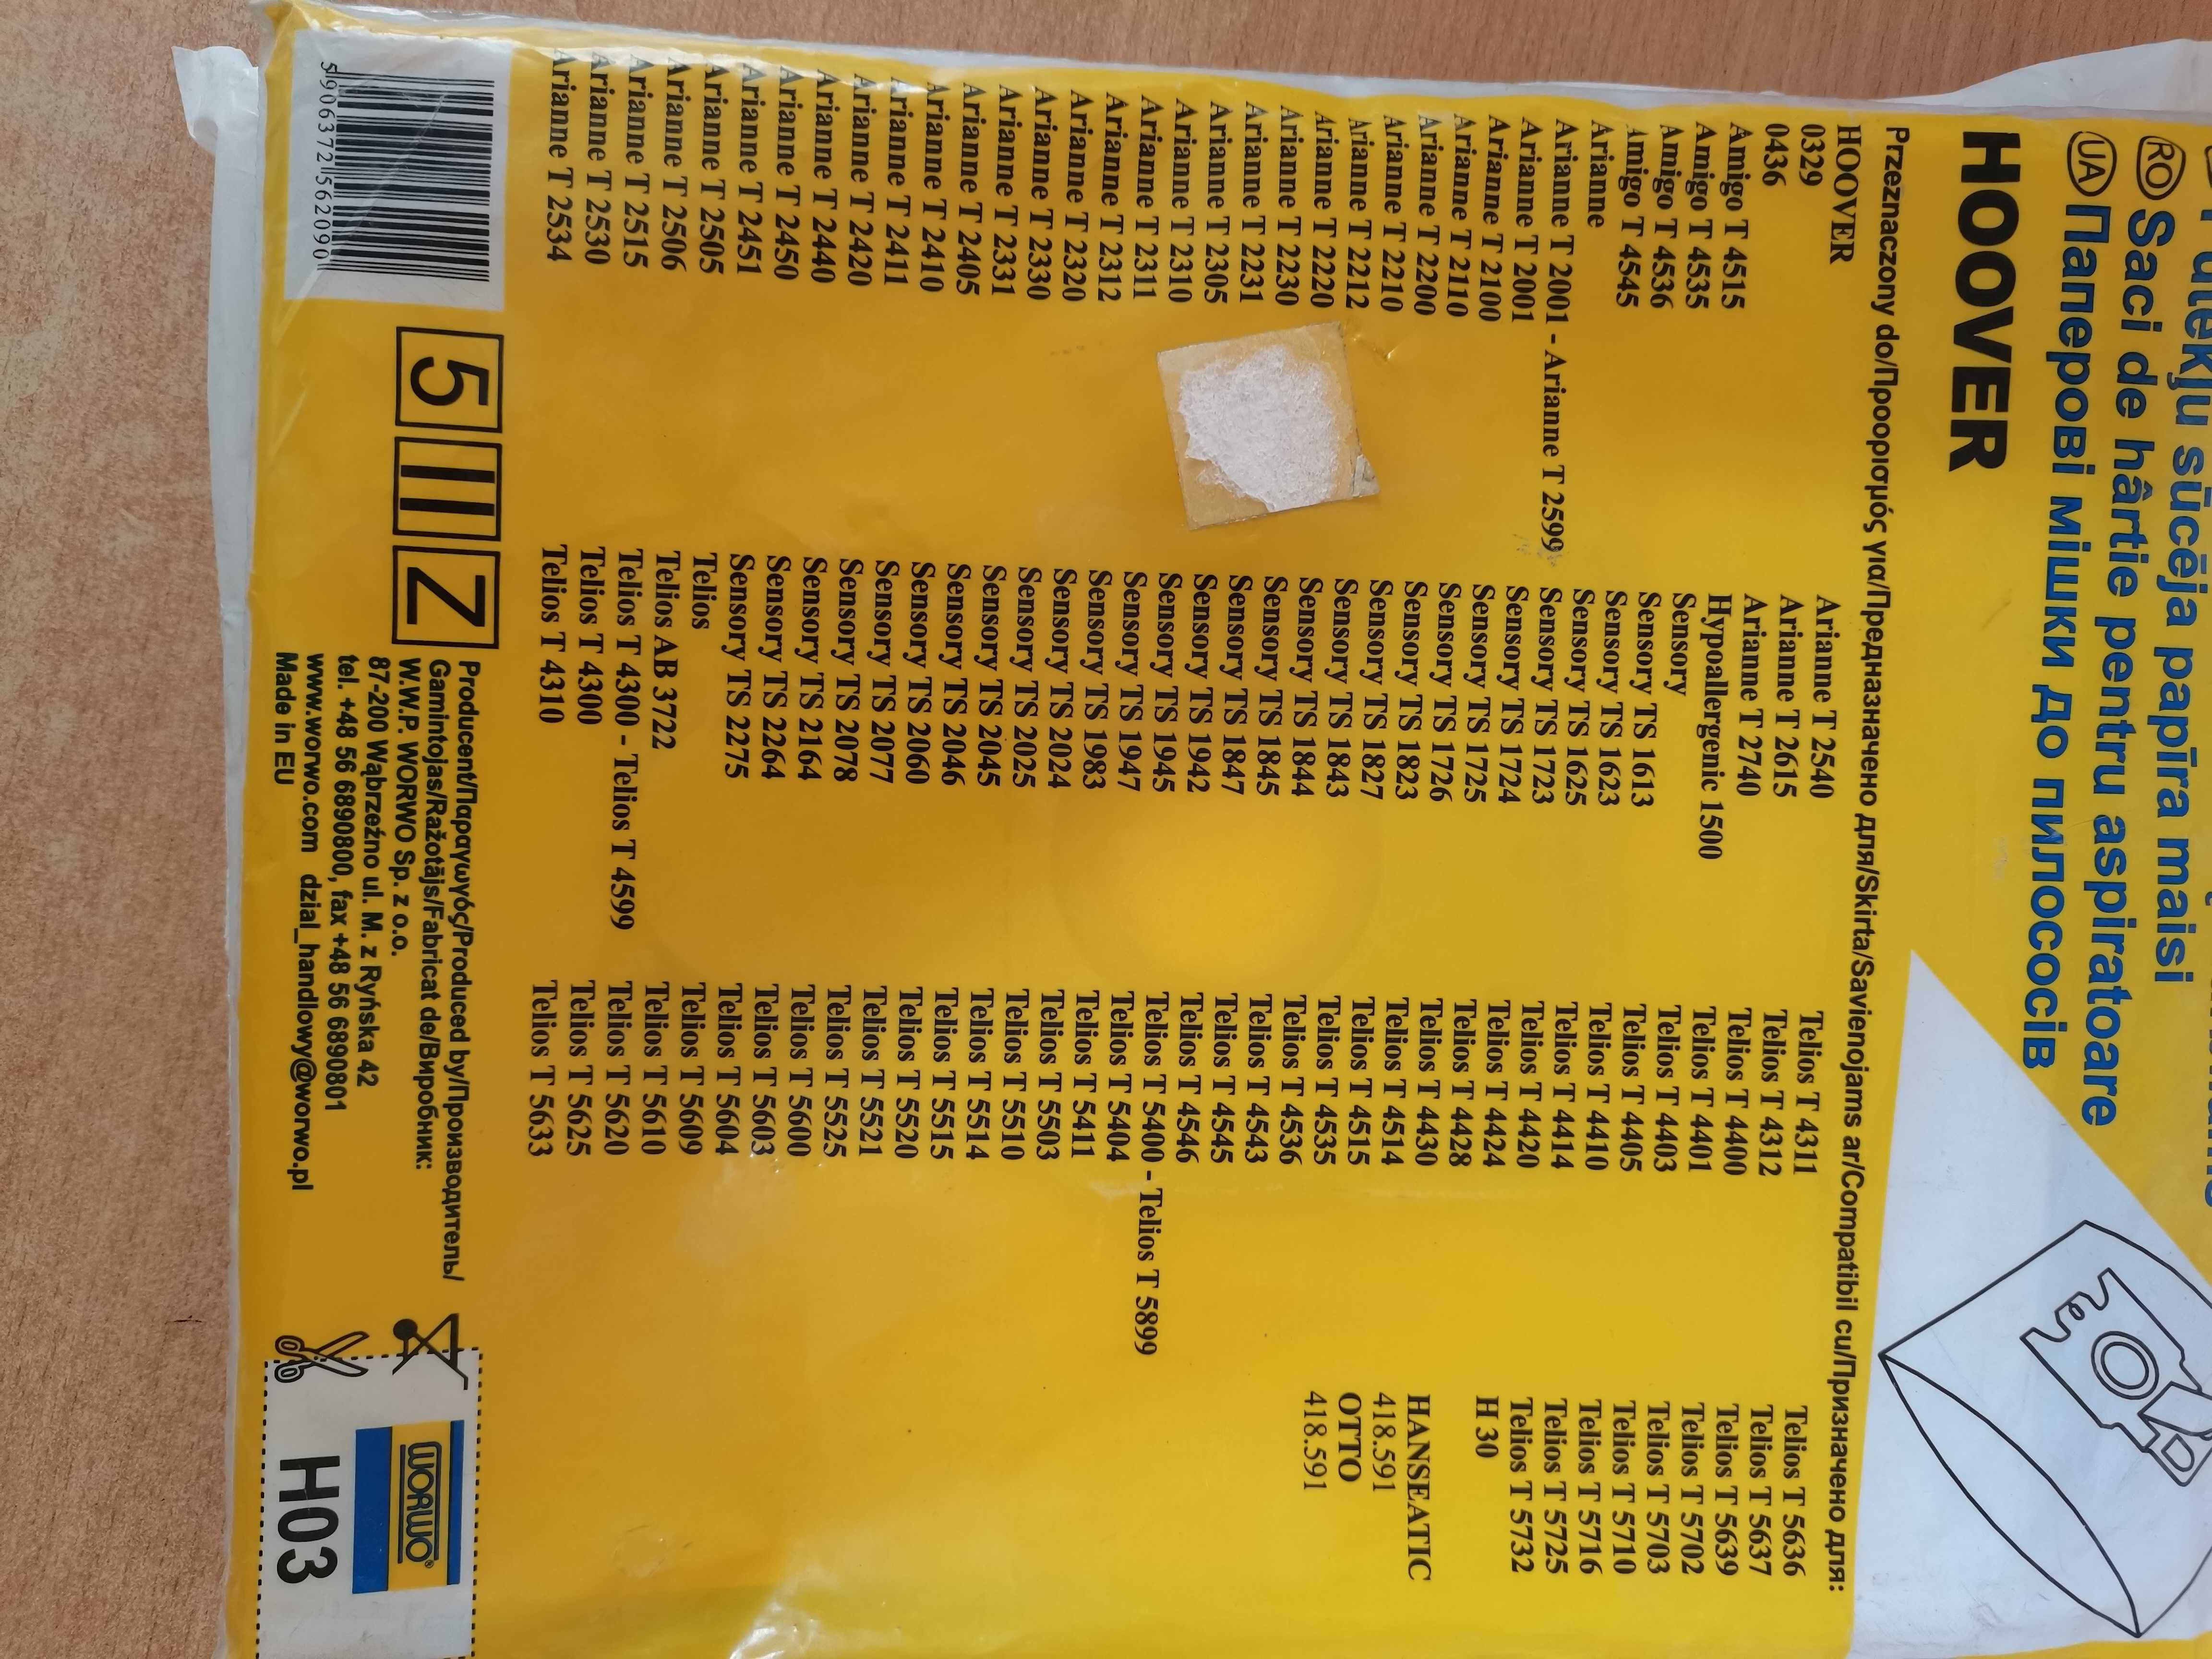 sūcēja papīra maisi
RO Saci de hârtie pentru aspiratoare
UA Паперові мішки до пилососів
HOOVER
Przeznaczony do/Προορισμός για/Предназначено для/Skirta/Savienojams ar/Compatibil cu/Призначено для:
HOOVER
0329
0436
Amigo T 4515
Amigo T 4535
Amigo T 4536
Amigo T 4545
Arianne
Arianne T 2001 - Arianne T 2599
Arianne T 2001
Arianne T 2100
Arianne T 2110
Arianne T 2200
Arianne T 2210
Arianne T 2212
Arianne T 2220
Arianne T 2230
Arianne T 2231
Arianne T 2305
Arianne T 2310
Arianne T 2311
Arianne T 2312
Arianne T 2320
Arianne T 2330
Arianne T 2331
Arianne T 2405
Arianne T 2410
Arianne T 2411
Arianne T 2420
Arianne T 2440
Arianne T 2450
Arianne T 2451
Arianne T 2505
Arianne T 2506
Arianne T 2515
Arianne T 2530
Arianne T 2534
Arianne T 2540
Arianne T 2615
Arianne T 2740
Hypoallergenic 1500
Sensory
Sensory TS 1613
Sensory TS 1623
Sensory TS 1625
Sensory TS 1723
Sensory TS 1724
Sensory TS 1725
Sensory TS 1726
Sensory TS 1823
Sensory TS 1827
Sensory TS 1843
Sensory TS 1844
Sensory TS 1845
Sensory TS 1847
Sensory TS 1942
Sensory TS 1945
Sensory TS 1947
Sensory TS 1983
Sensory TS 2024
Sensory TS 2025
Sensory TS 2045
Sensory TS 2046
Sensory TS 2060
Sensory TS 2077
Sensory TS 2078
Sensory TS 2164
Sensory TS 2264
Sensory TS 2275
Telios
Telios AB 3722
Telios T 4300 - Telios T 4599
Telios T 4300
Telios T 4310
Telios T 4311
Telios T 4312
Telios T 4400
Telios T 4401
Telios T 4403
Telios T 4405
Telios T 4410
Telios T 4414
Telios T 4420
Telios T 4424
Telios T 4428
Telios T 4430
Telios T 4514
Telios T 4515
Telios T 4535
Telios T 4536
Telios T 4543
Telios T 4545
Telios T 4546
Telios T 5400 - Telios T 5899
Telios T 5404
Telios T 5411
Telios T 5503
Telios T 5510
Telios T 5514
Telios T 5515
Telios T 5520
Telios T 5521
Telios T 5525
Telios T 5600
Telios T 5603
Telios T 5604
Telios T 5609
Telios T 5610
Telios T 5620
Telios T 5625
Telios T 5633
Telios T 5636
Telios T 5637
Telios T 5639
Telios T 5702
Telios T 5703
Telios T 5710
Telios T 5716
Telios T 5725
Telios T 5732
H 30
HANSEATIC
418.591
OTTO
418.591
5906372562090
5 II Z
Producent/Παραγωγός/Produced by/Производитель/
Gamintojas/Ražotājs/Fabricat de/Виробник:
W.W.P. WORWO Sp. z o.o.
87-200 Wąbrzeźno ul. M. z Ryńska 42
tel. +48 56 6890800, fax +48 56 6890801
www.worwo.com dzial_handlowy@worwo.pl
Made in EU
WORWO®
H03